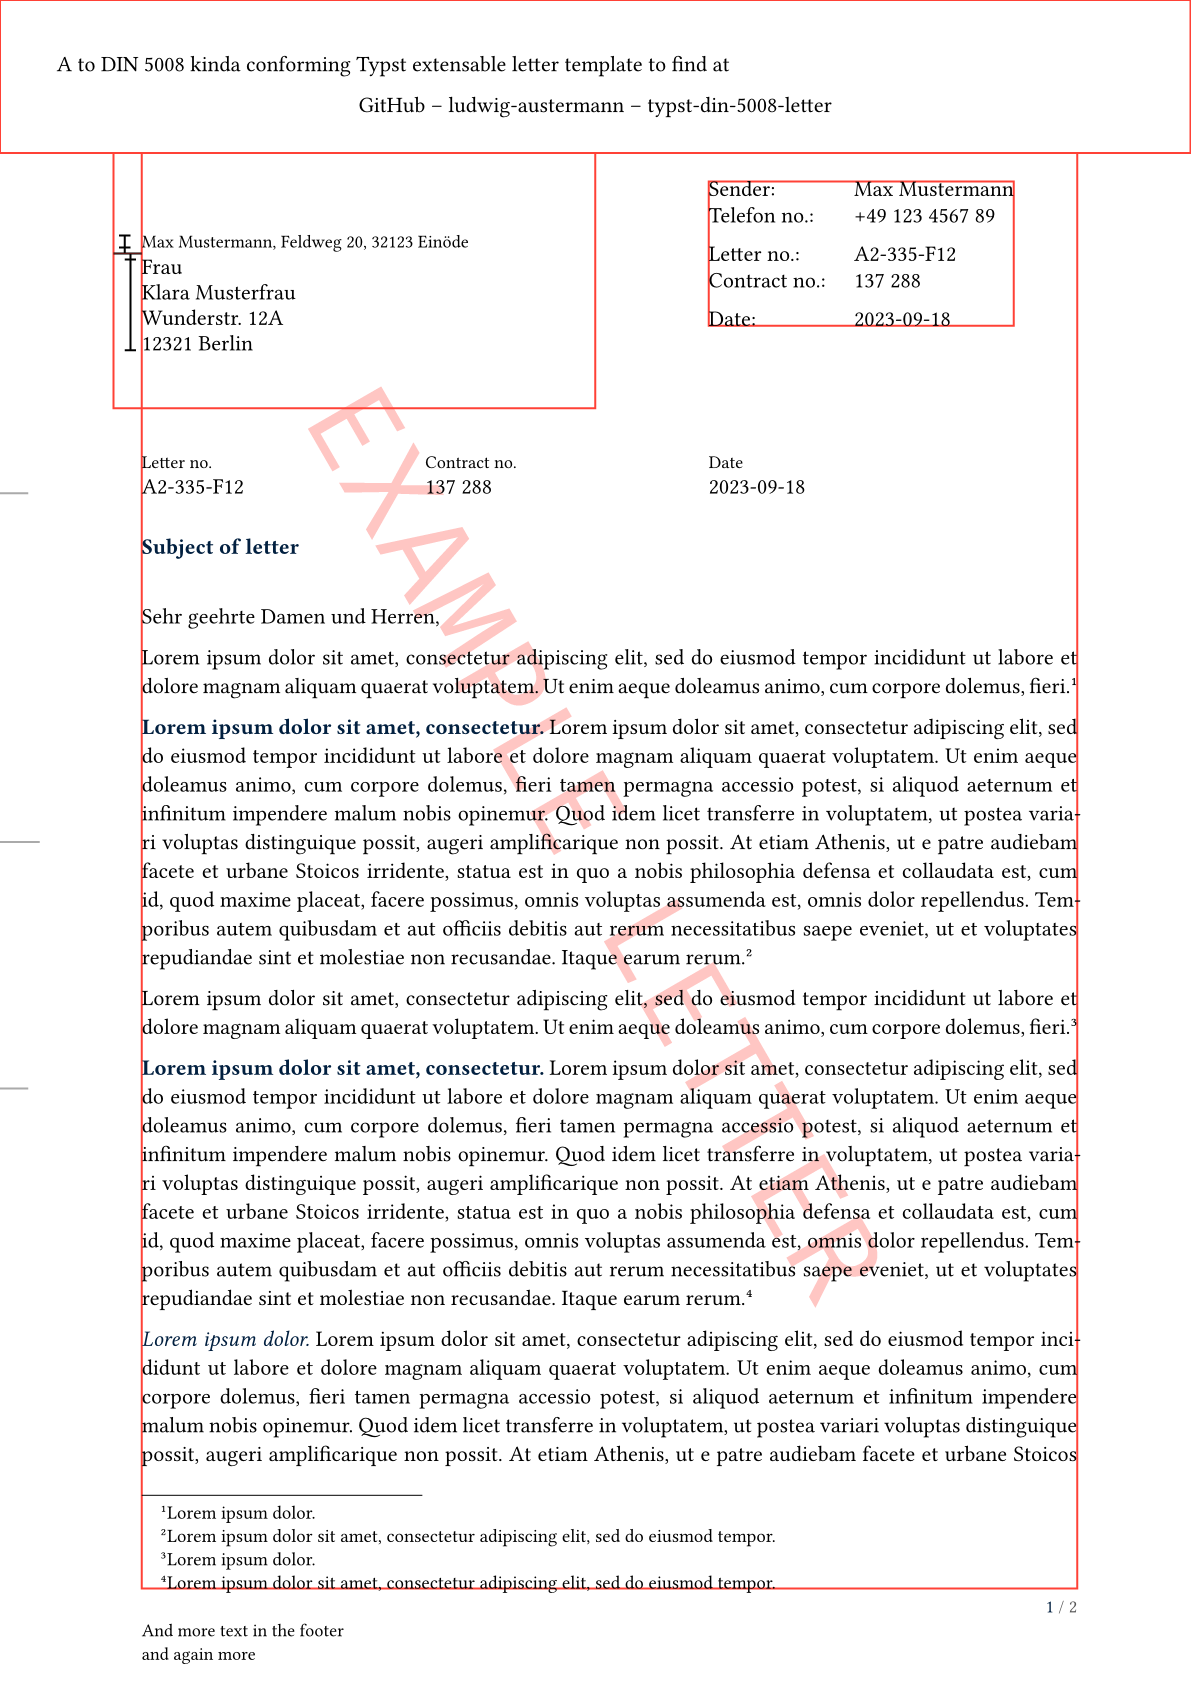 A to DIN 5008 kinda conforming Typst extensable letter template to find at
GitHub – ludwig-austermann – typst-din-5008-letter
Sender: Max Mustermann
Telefon no.: +49 123 4567 89
Letter no.: A2-335-F12
Contract no.: 137 288
Date: 2023-09-18
Max Mustermann, Feldweg 20, 32123 Einöde
Frau
Klara Musterfrau
Wunderstr. 12A
12321 Berlin
Letter no. Contract no. Date
A2-335-F12 137 288 2023-09-18
Subject of letter
Sehr geehrte Damen und Herren,
Lorem ipsum dolor sit amet, consectetur adipiscing elit, sed do eiusmod tempor incididunt ut labore et
dolore magnam aliquam quaerat voluptatem. Ut enim aeque doleamus animo, cum corpore dolemus, fieri.¹
Lorem ipsum dolor sit amet, consectetur. Lorem ipsum dolor sit amet, consectetur adipiscing elit, sed
do eiusmod tempor incididunt ut labore et dolore magnam aliquam quaerat voluptatem. Ut enim aeque
doleamus animo, cum corpore dolemus, fieri tamen permagna accessio potest, si aliquod aeternum et
infinitum impendere malum nobis opinemur. Quod idem licet transferre in voluptatem, ut postea varia-
ri voluptas distinguique possit, augeri amplificarique non possit. At etiam Athenis, ut e patre audiebam
facete et urbane Stoicos irridente, statua est in quo a nobis philosophia defensa et collaudata est, cum
id, quod maxime placeat, facere possimus, omnis voluptas assumenda est, omnis dolor repellendus. Tem-
poribus autem quibusdam et aut officiis debitis aut rerum necessitatibus saepe eveniet, ut et voluptates
repudiandae sint et molestiae non recusandae. Itaque earum rerum.²
Lorem ipsum dolor sit amet, consectetur adipiscing elit, sed do eiusmod tempor incididunt ut labore et
dolore magnam aliquam quaerat voluptatem. Ut enim aeque doleamus animo, cum corpore dolemus, fieri.³
Lorem ipsum dolor sit amet, consectetur. Lorem ipsum dolor sit amet, consectetur adipiscing elit, sed
do eiusmod tempor incididunt ut labore et dolore magnam aliquam quaerat voluptatem. Ut enim aeque
doleamus animo, cum corpore dolemus, fieri tamen permagna accessio potest, si aliquod aeternum et
infinitum impendere malum nobis opinemur. Quod idem licet transferre in voluptatem, ut postea varia-
ri voluptas distinguique possit, augeri amplificarique non possit. At etiam Athenis, ut e patre audiebam
facete et urbane Stoicos irridente, statua est in quo a nobis philosophia defensa et collaudata est, cum
id, quod maxime placeat, facere possimus, omnis voluptas assumenda est, omnis dolor repellendus. Tem-
poribus autem quibusdam et aut officiis debitis aut rerum necessitatibus saepe eveniet, ut et voluptates
repudiandae sint et molestiae non recusandae. Itaque earum rerum.⁴
Lorem ipsum dolor. Lorem ipsum dolor sit amet, consectetur adipiscing elit, sed do eiusmod tempor inci-
didunt ut labore et dolore magnam aliquam quaerat voluptatem. Ut enim aeque doleamus animo, cum
corpore dolemus, fieri tamen permagna accessio potest, si aliquod aeternum et infinitum impendere
malum nobis opinemur. Quod idem licet transferre in voluptatem, ut postea variari voluptas distinguique
possit, augeri amplificarique non possit. At etiam Athenis, ut e patre audiebam facete et urbane Stoicos
¹Lorem ipsum dolor.
²Lorem ipsum dolor sit amet, consectetur adipiscing elit, sed do eiusmod tempor.
³Lorem ipsum dolor.
⁴Lorem ipsum dolor sit amet, consectetur adipiscing elit, sed do eiusmod tempor.
1 / 2
And more text in the footer
and again more
EXAMPLE LETTER